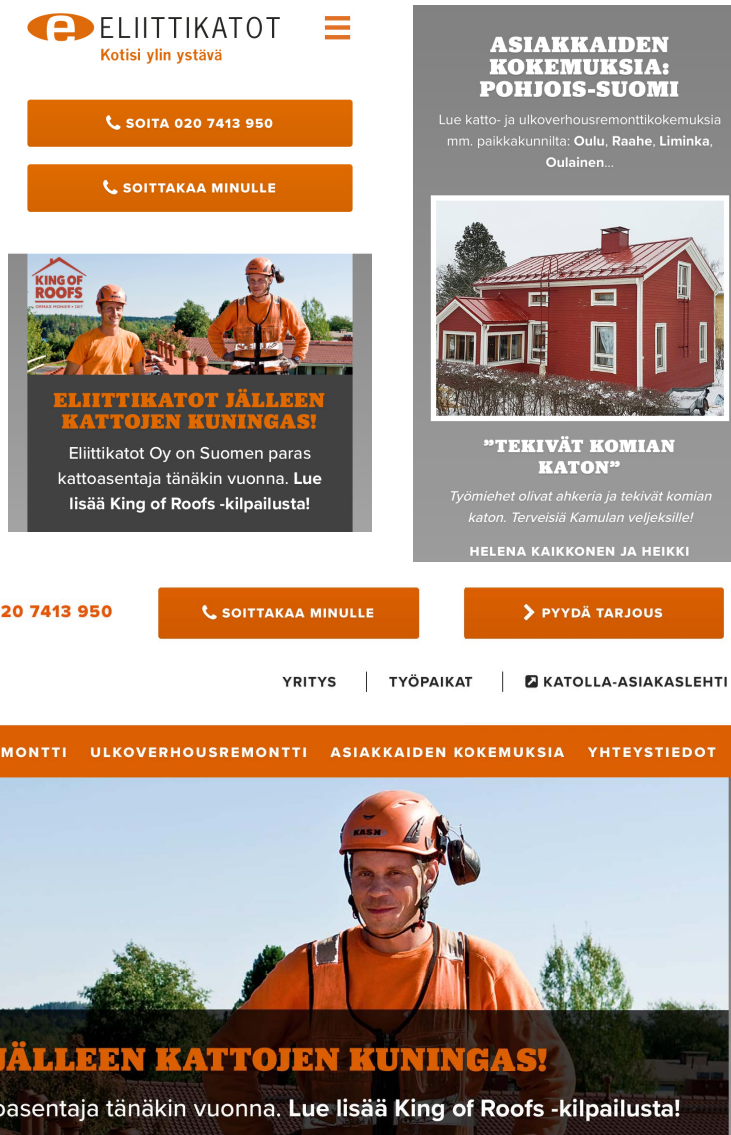 e ELIITTIKATOT
Kotisi ylin ystävä
SOITA 020 7413 950
SOITTAKAA MINULLE
KING OF
ROOFS
ELIITTIKATOT JÄLLEEN
KATTOJEN KUNINGAS!
Eliittikatot Oy on Suomen paras
kattoasentaja tänäkin vuonna. Lue
lisää King of Roofs -kilpailusta!
ASIAKKAIDEN
KOKEMUKSIA:
POHJOIS-SUOMI
Lue katto- ja ulkoverhousremonttikokemuksia
mm. paikkakunnilta: Oulu, Raahe, Liminka,
Oulainen...
”TEKIVÄT KOMIAN
KATON”
Työmiehet olivat ahkeria ja tekivät komian
katon. Terveisiä Kamulan veljeksille!
HELENA KAIKKONEN JA HEIKKI
20 7413 950
SOITTAKAA MINULLE
PYYDÄ TARJOUS
YRITYS
TYÖPAIKAT
KATOLLA-ASIAKASLEHTI
MONTTI ULKOVERHOUSREMONTTI ASIAKKAIDEN KOKEMUKSIA YHTEYSTIEDOT
KASK
JÄLLEEN KATTOJEN KUNINGAS!
oasentaja tänäkin vuonna. Lue lisää King of Roofs -kilpailusta!